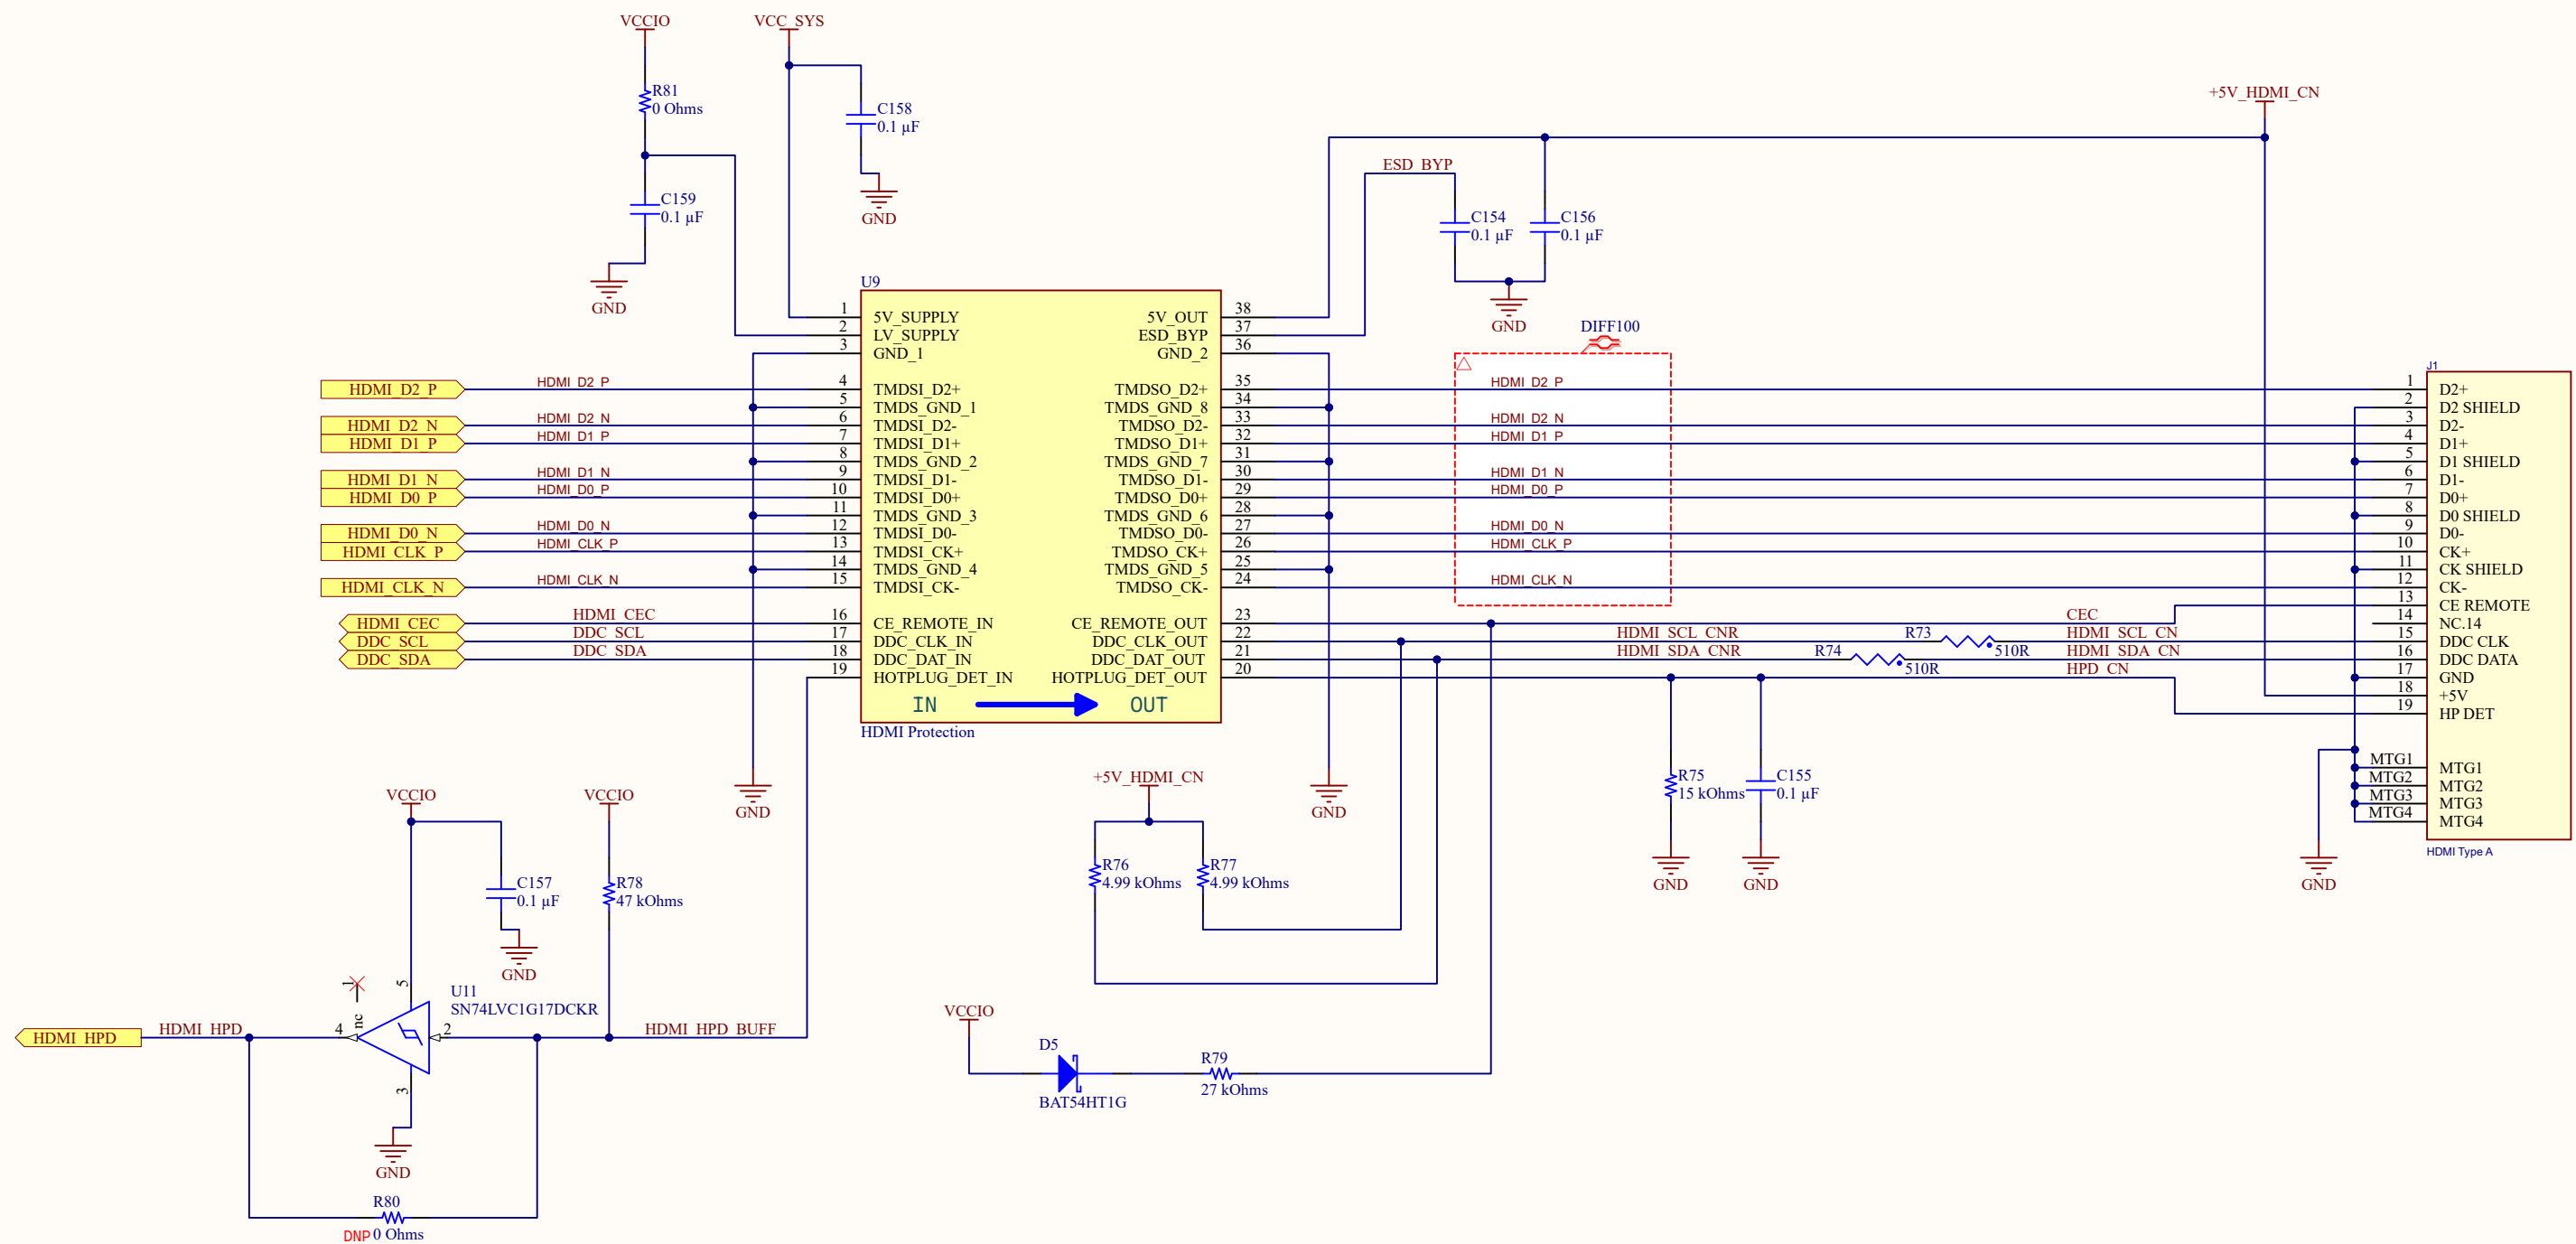 VCCIO
VCC_SYS
R81
0 Ohms
C158
0.1 µF
GND
C159
0.1 µF
GND
+5V_HDMI_CN
ESD_BYP
C154
0.1 µF
C156
0.1 µF
GND
DIFF100
U9
1 5V_SUPPLY 5V_OUT 38
2 LV_SUPPLY ESD_BYP 37
3 GND_1 GND_2 36
HDMI_D2_P HDMI_D2_P 4 TMDSI_D2+ TMDSO_D2+ 35 HDMI_D2_P
5 TMDS_GND_1 TMDS_GND_8 34
HDMI_D2_N HDMI_D2_N 6 TMDSI_D2- TMDSO_D2- 33 HDMI_D2_N
HDMI_D1_P HDMI_D1_P 7 TMDSI_D1+ TMDSO_D1+ 32 HDMI_D1_P
8 TMDS_GND_2 TMDS_GND_7 31
HDMI_D1_N HDMI_D1_N 9 TMDSI_D1- TMDSO_D1- 30 HDMI_D1_N
HDMI_D0_P HDMI_D0_P 10 TMDSI_D0+ TMDSO_D0+ 29 HDMI_D0_P
11 TMDS_GND_3 TMDS_GND_6 28
HDMI_D0_N HDMI_D0_N 12 TMDSI_D0- TMDSO_D0- 27 HDMI_D0_N
HDMI_CLK_P HDMI_CLK_P 13 TMDSI_CK+ TMDSO_CK+ 26 HDMI_CLK_P
14 TMDS_GND_4 TMDS_GND_5 25
HDMI_CLK_N HDMI_CLK_N 15 TMDSI_CK- TMDSO_CK- 24 HDMI_CLK_N
HDMI_CEC HDMI_CEC 16 CE_REMOTE_IN CE_REMOTE_OUT 23 CEC
DDC_SCL DDC_SCL 17 DDC_CLK_IN DDC_CLK_OUT 22 HDMI_SCL_CNR R73 510R HDMI_SCL_CN
DDC_SDA DDC_SDA 18 DDC_DAT_IN DDC_DAT_OUT 21 HDMI_SDA_CNR R74 510R HDMI_SDA_CN
19 HOTPLUG_DET_IN HOTPLUG_DET_OUT 20 HPD_CN
IN OUT
HDMI Protection
J1
1 D2+
2 D2 SHIELD
3 D2-
4 D1+
5 D1 SHIELD
6 D1-
7 D0+
8 D0 SHIELD
9 D0-
10 CK+
11 CK SHIELD
12 CK-
13 CE REMOTE
14 NC.14
15 DDC CLK
16 DDC DATA
17 GND
18 +5V
19 HP DET
MTG1 MTG1
MTG2 MTG2
MTG3 MTG3
MTG4 MTG4
HDMI Type A
GND
GND
GND
R75
15 kOhms
C155
0.1 µF
GND
GND
+5V_HDMI_CN
R76
4.99 kOhms
R77
4.99 kOhms
VCCIO
D5
BAT54HT1G
R79
27 kOhms
VCCIO
VCCIO
C157
0.1 µF
GND
R78
47 kOhms
U11
SN74LVC1G17DCKR
1
nc
5
4
2
3
HDMI_HPD
HDMI_HPD
HDMI_HPD_BUFF
GND
R80
DNP 0 Ohms